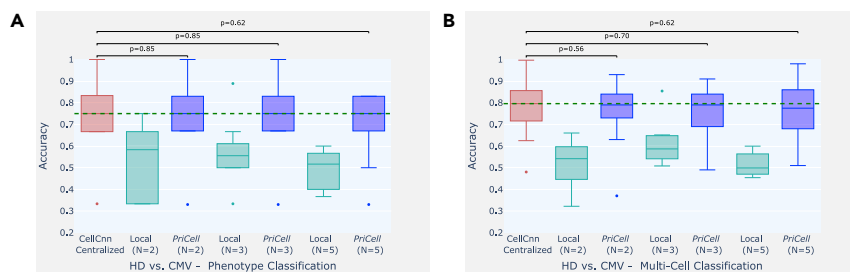 A
p=0.62
p=0.85
p=0.85
1
0.9
0.8
0.7
0.6
0.5
0.4
0.3
0.2
Accuracy
CellCnn Local PriCell Local PriCell Local PriCell
Centralized (N=2) (N=2) (N=3) (N=3) (N=5) (N=5)
HD vs. CMV – Phenotype Classification
B
p=0.62
p=0.70
p=0.56
1
0.9
0.8
0.7
0.6
0.5
0.4
0.3
0.2
Accuracy
CellCnn Local PriCell Local PriCell Local PriCell
Centralized (N=2) (N=2) (N=3) (N=3) (N=5) (N=5)
HD vs. CMV – Multi-Cell Classification